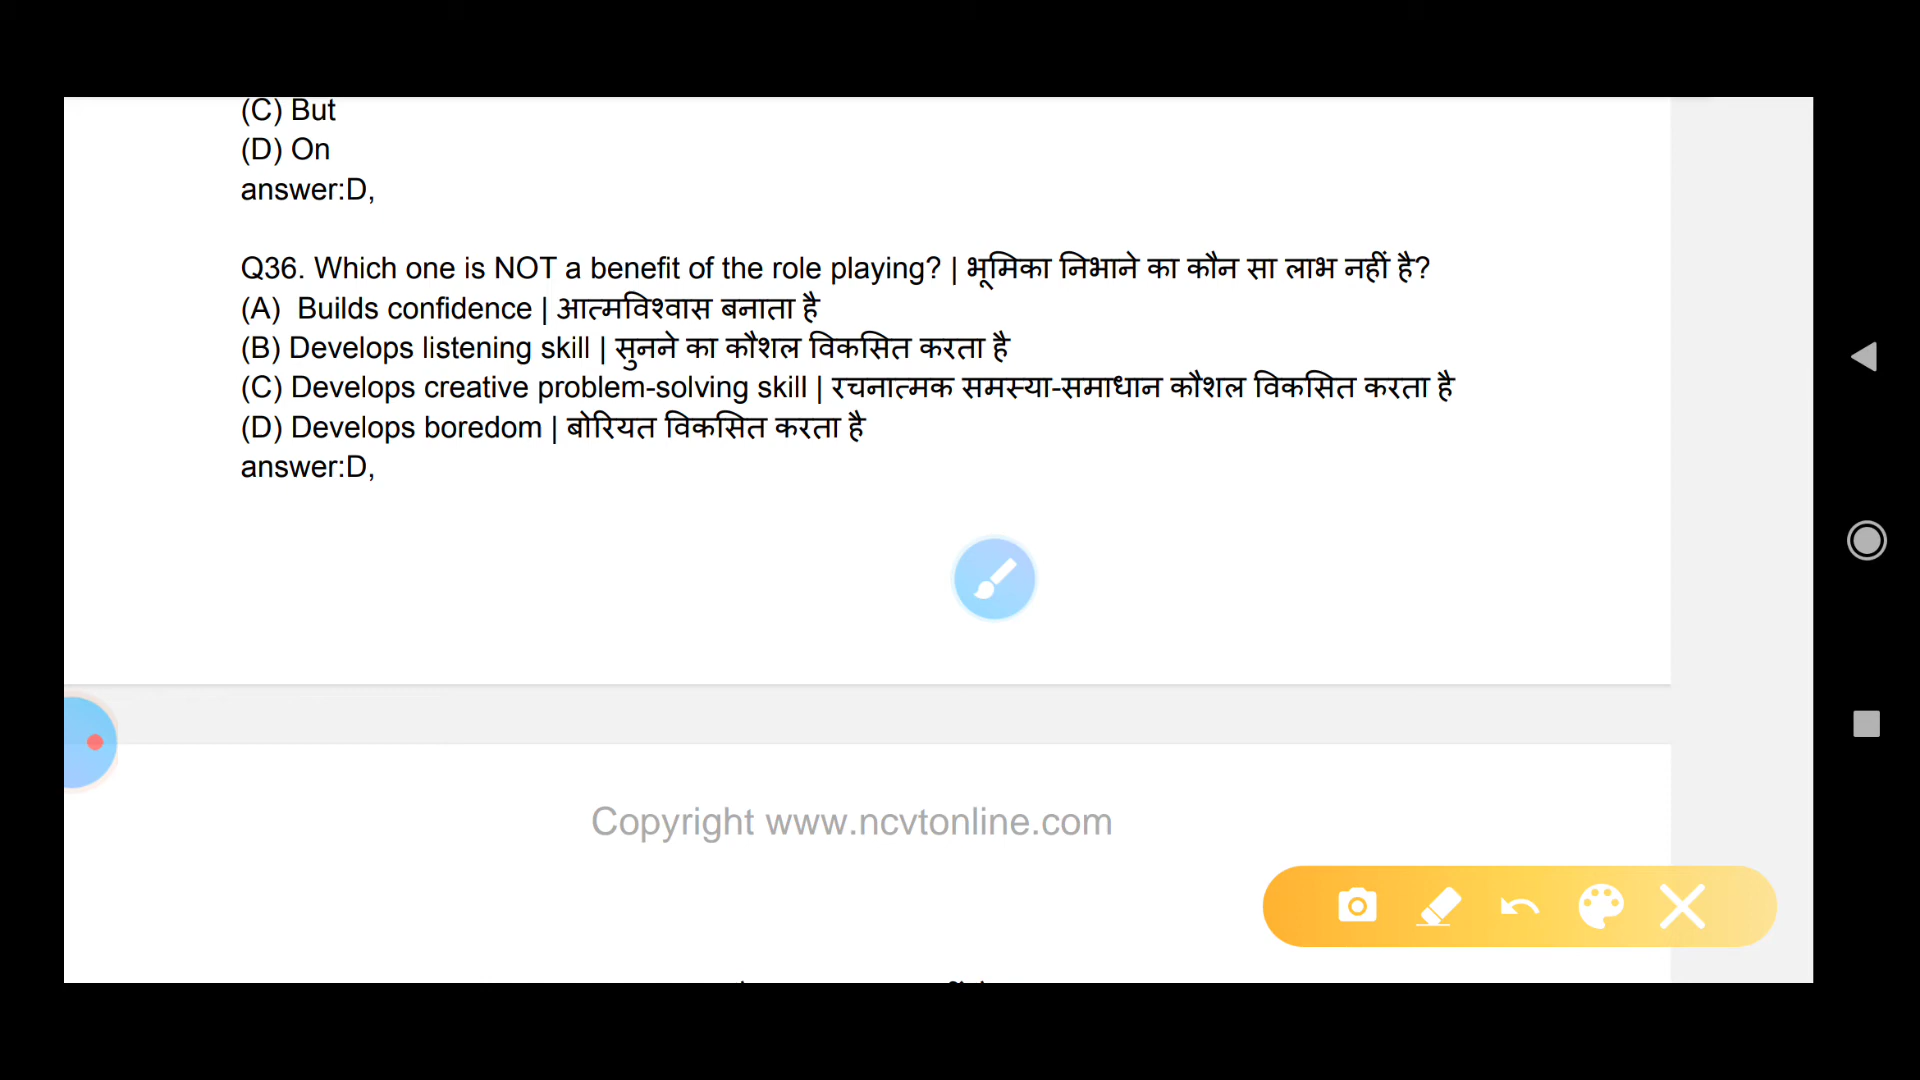 (C) But
(D) On
answer:D,
Q36. Which one is NOT a benefit of the role playing? | भूमिका निभाने का कौन सा लाभ नहीं है?
(A)  Builds confidence | आत्मविश्वास बनाता है
(B) Develops listening skill | सुनने का कौशल विकसित करता है
(C) Develops creative problem-solving skill | रचनात्मक समस्या-समाधान कौशल विकसित करता है
(D) Develops boredom | बोरियत विकसित करता है
answer:D,
Copyright www.ncvtonline.com